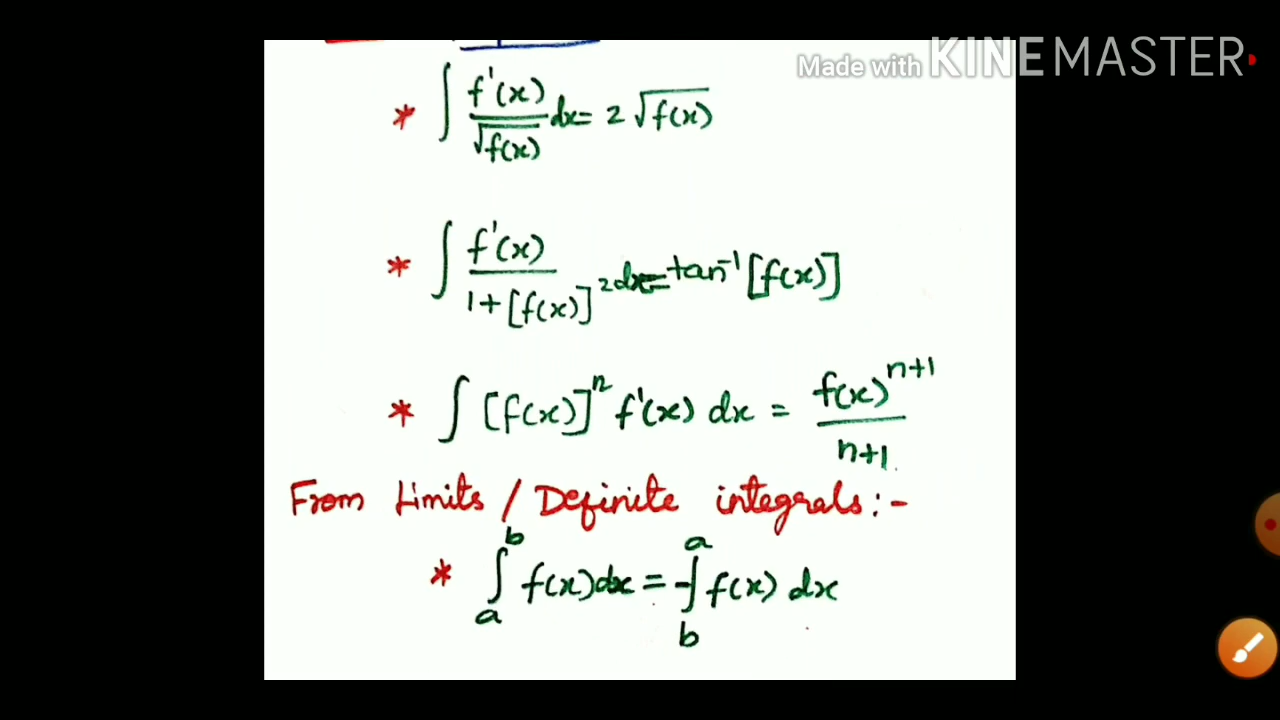 Made with KINEMASTER
* ∫ f'(x)/√f(x) dx = 2 √f(x)
* ∫ f'(x)/1+[f(x)]² dx = tan⁻¹ [f(x)]
* ∫ [f(x)]ⁿ f'(x) dx = f(x)ⁿ⁺¹/n+1
From Limits / Definite integrals :-
* ∫ₐᵇ f(x) dx = -∫_bᵃ f(x) dx